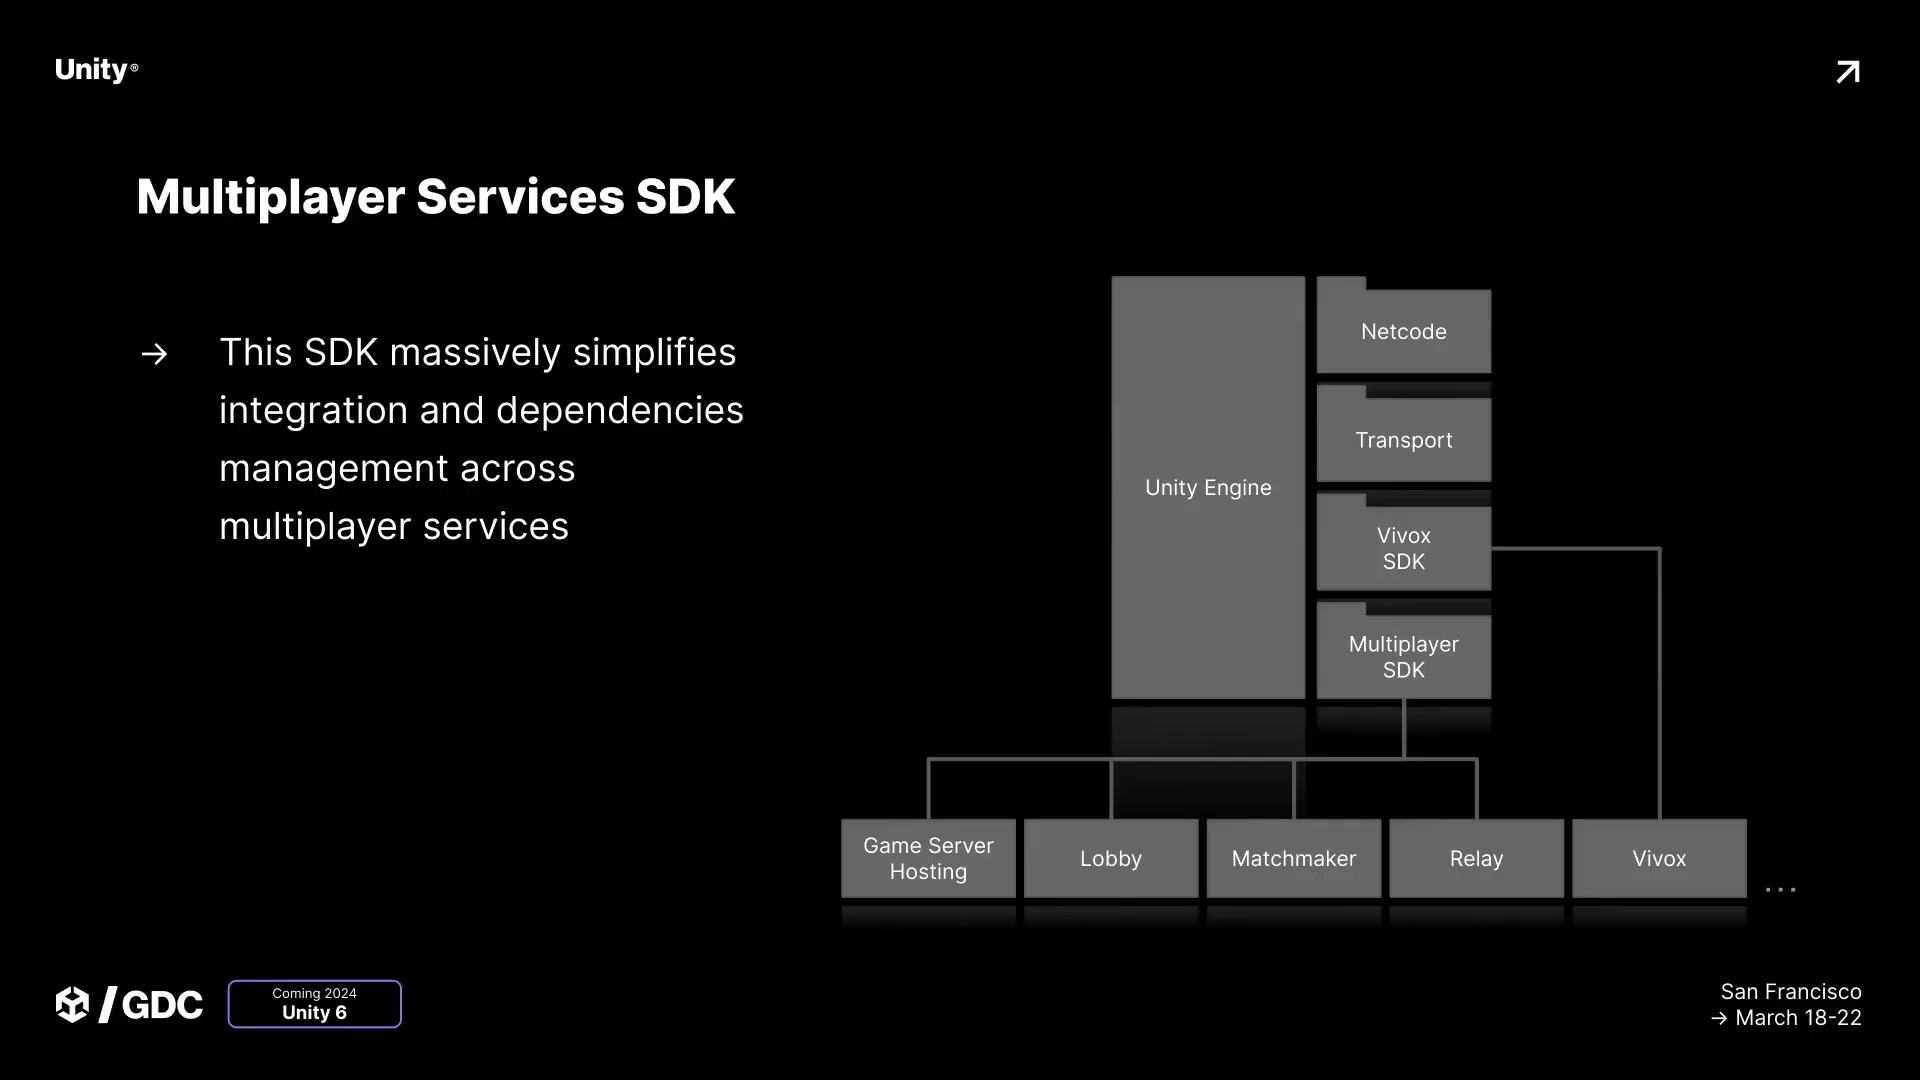 Unity®
Multiplayer Services SDK
→ This SDK massively simplifies
integration and dependencies
management across
multiplayer services
Unity Engine
Netcode
Transport
Vivox
SDK
Multiplayer
SDK
Game Server
Hosting
Lobby
Matchmaker
Relay
Vivox
...
/GDC
Coming 2024
Unity 6
San Francisco
→ March 18-22